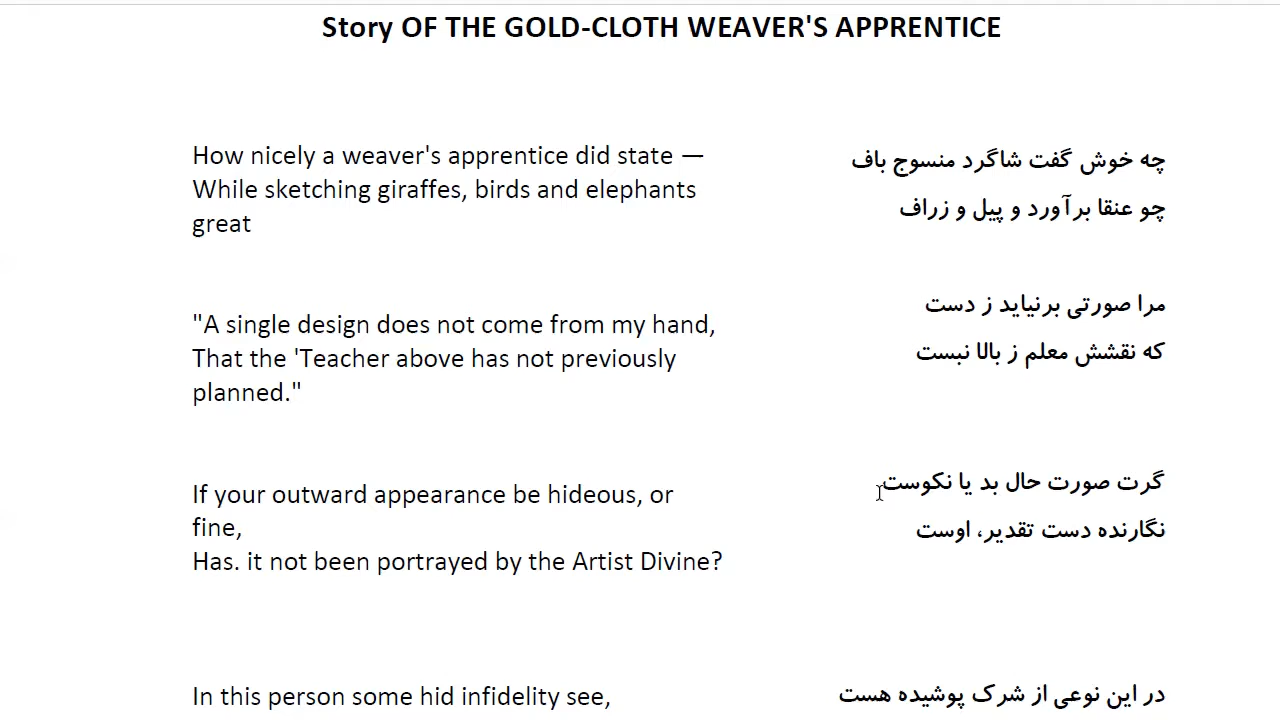 Story OF THE GOLD-CLOTH WEAVER'S APPRENTICE
How nicely a weaver's apprentice did state —
While sketching giraffes, birds and elephants
great
چه خوش گفت شاگرد منسوج باف
چو عنقا برآورد و پیل و زراف
"A single design does not come from my hand,
That the 'Teacher above has not previously
planned."
مرا صورتی برنیاید ز دست
که نقشش معلم ز بالا نبست
If your outward appearance be hideous, or
fine,
Has. it not been portrayed by the Artist Divine?
گرت صورت حال بد یا نکوست
نگارنده دست تقدیر، اوست
In this person some hid infidelity see,
در این نوعی از شرک پوشیده هست